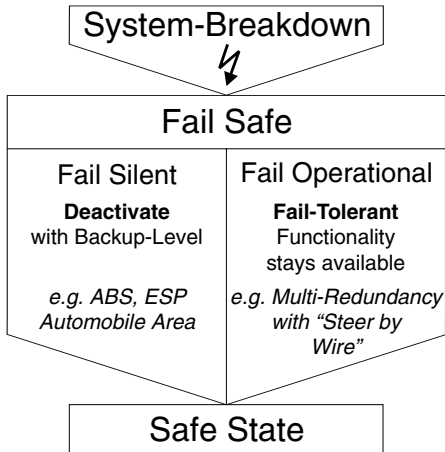 System-Breakdown
Fail Safe
Fail Silent
Deactivate
with Backup-Level
e.g. ABS, ESP
Automobile Area
Fail Operational
Fail-Tolerant
Functionality
stays available
e.g. Multi-Redundancy
with “Steer by
Wire”
Safe State